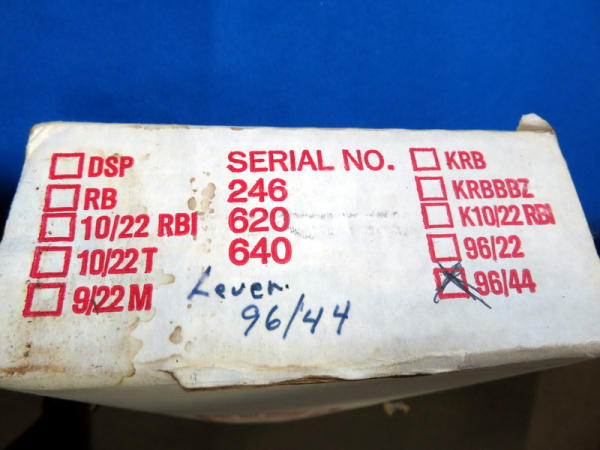 DSP
RB
10/22 RBI
10/22 T
9/22 M
SERIAL NO.
246
620
640
KRB
KRBBBZ
K10/22 RBI
96/22
96/44
Lever.
96/44